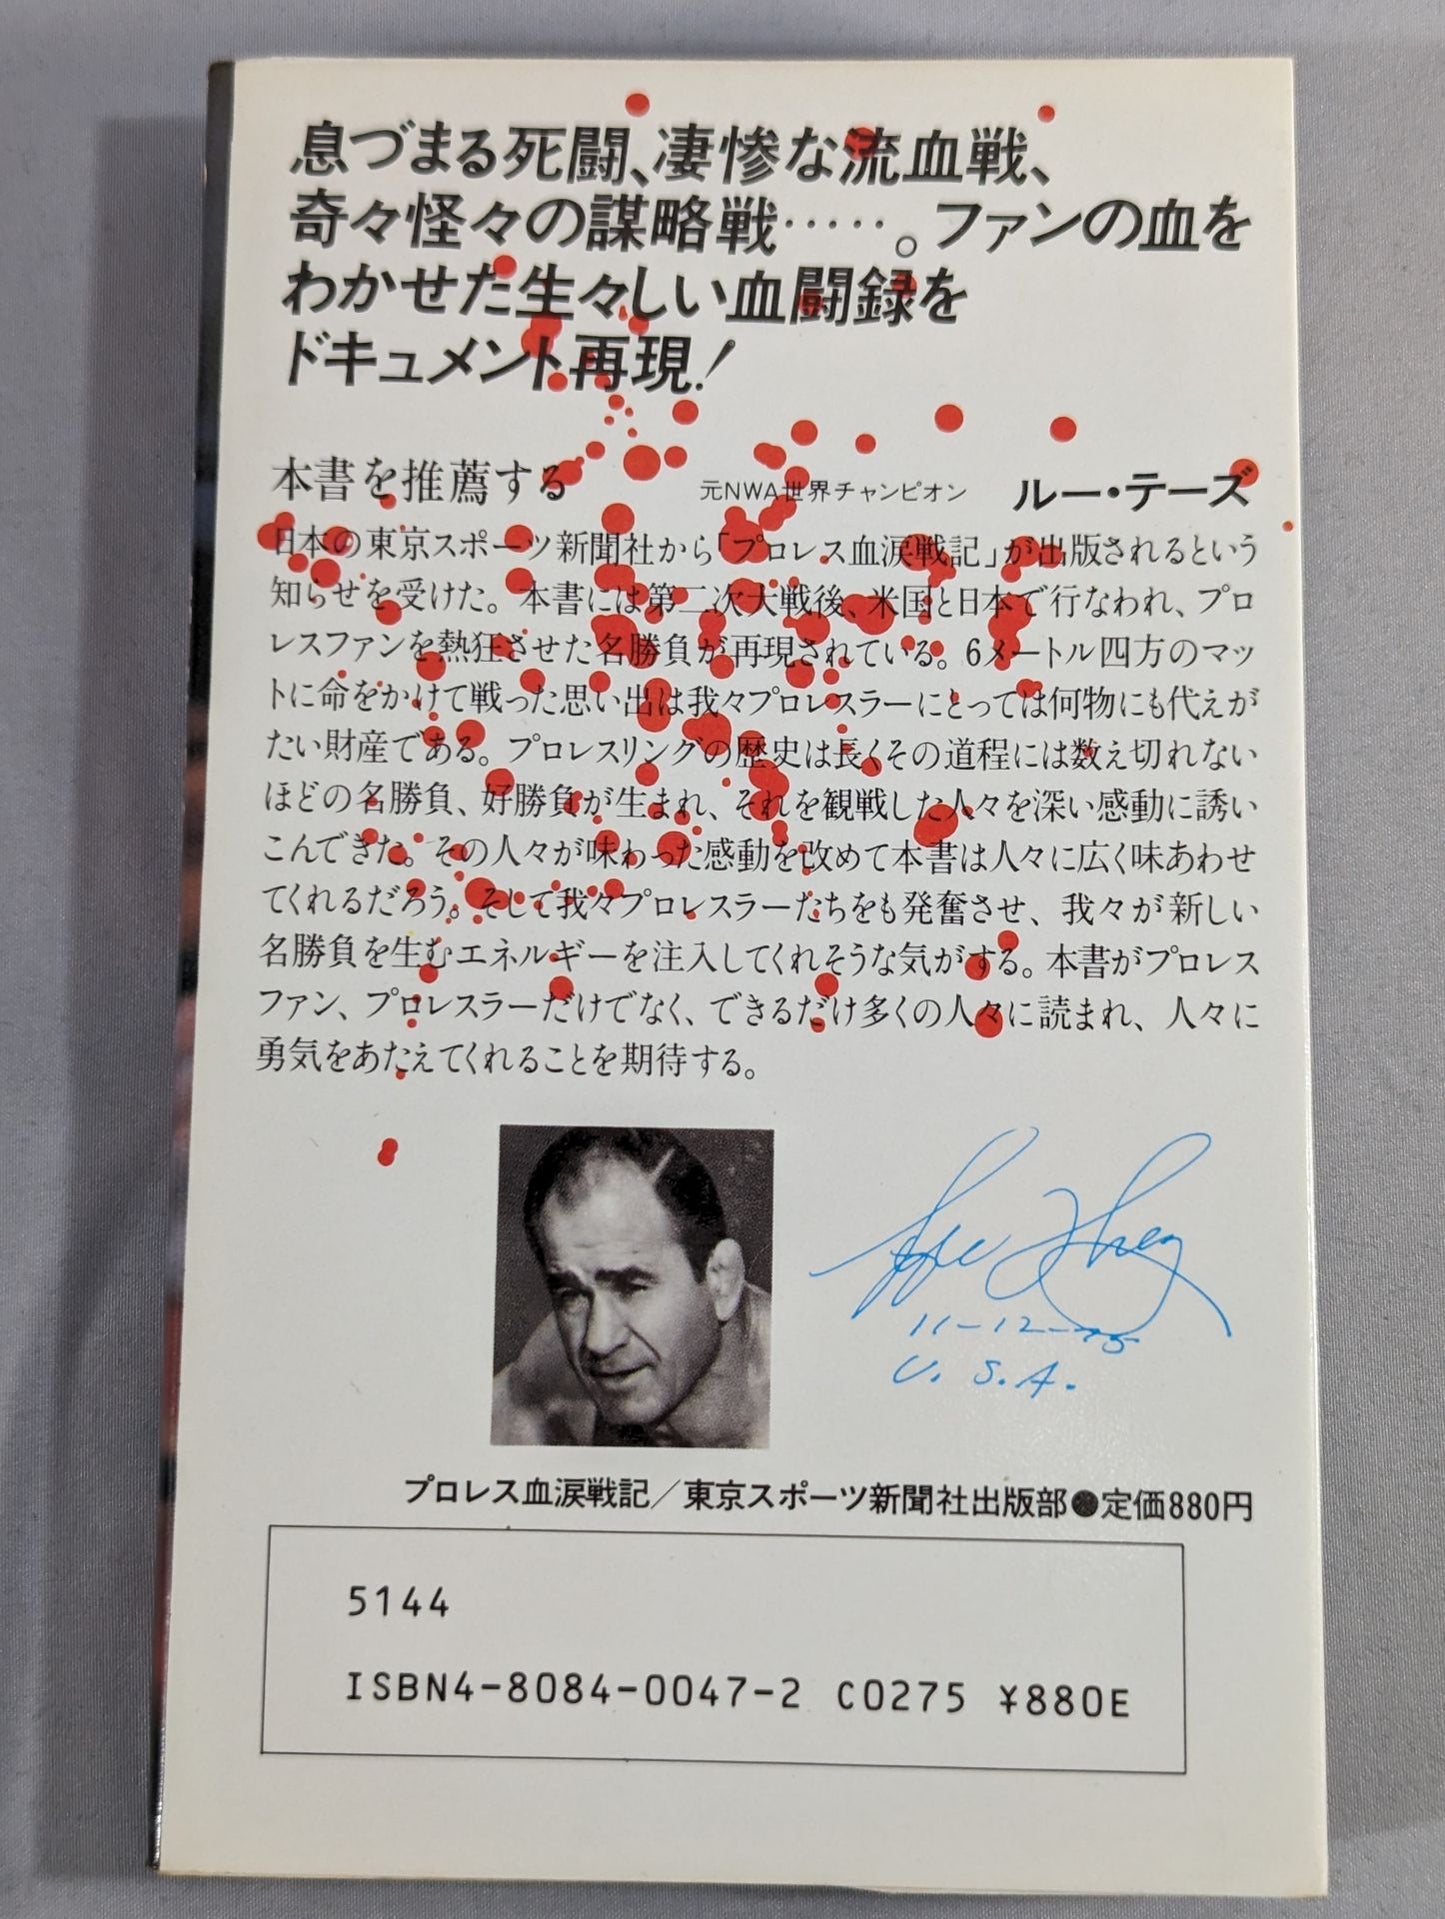 息づまる死闘、凄惨な流血戦、
奇々怪々の謀略戦‥‥‥。ファンの血を
わかせた生々しい血闘録を
ドキュメント再現！
本書を推薦する 元NWA世界チャンピオン ルー・テーズ
日本の東京スポーツ新聞社から「プロレス血涙戦記」が出版されるという
知らせを受けた。本書には第二次大戦後、米国と日本で行なわれ、プロ
レスファンを熱狂させた名勝負が再現されている。6メートル四方のマッ
トに命をかけて戦った思い出は我々プロレスラーにとっては何物にも代えが
たい財産である。プロレスリングの歴史は長くその道程には数え切れない
ほどの名勝負、好勝負が生まれ、それを観戦した人々を深い感動に誘い
こんできた。その人々が味わった感動を改めて本書は人々に広く味あわせ
てくれるだろう。そして我々プロレスラーたちをも発奮させ、我々が新しい
名勝負を生むエネルギーを注入してくれそうな気がする。本書がプロレス
ファン、プロレスラーだけでなく、できるだけ多くの人々に読まれ、人々に
勇気をあたえてくれることを期待する。
Lou Thesz
11-12-75
U.S.A.
プロレス血涙戦記／東京スポーツ新聞社出版部●定価880円
5144
ISBN4-8084-0047-2 C0275 ¥880E